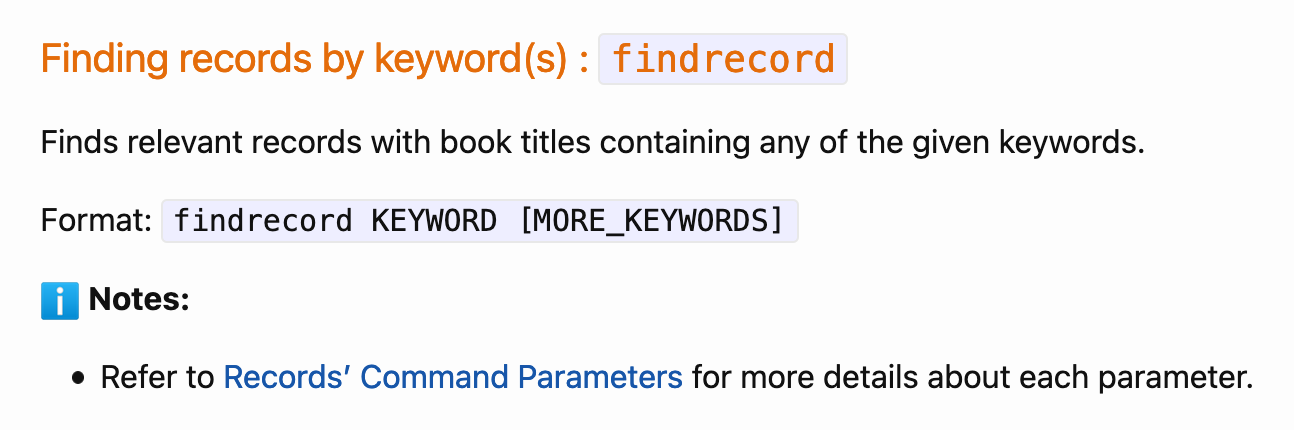 Finding records by keyword(s) : findrecord
Finds relevant records with book titles containing any of the given keywords.
Format: findrecord KEYWORD [MORE_KEYWORDS]
ℹ️ Notes:
• Refer to Records’ Command Parameters for more details about each parameter.